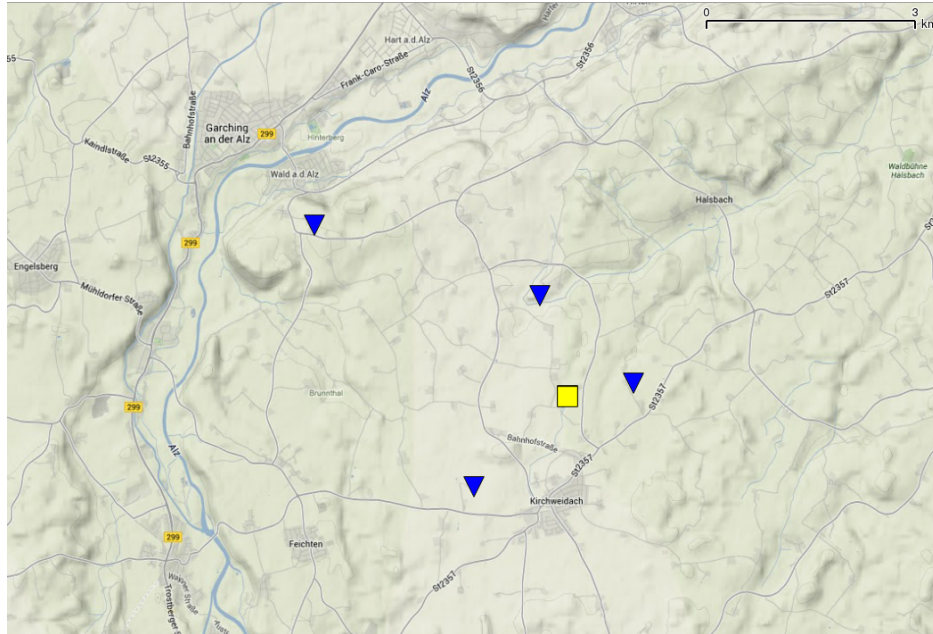 0
3
km
Hart a.d.Alz
Frank-Caro-Straße
St2356
St2356
Alz
Bahnhofstraße
Garching
an der Alz
299
Hinterberg
Kaindlstraße
St2355
Wald a d Alz
Waldbühne
Halsbach
Halsbach
299
Engelsberg
Mühldorfer Straße
St2357
Brunnthal
St2357
299
Bahnhofstraße
Alz
St2357
Kirchweidach
299
Feichten
St2357
Trostberger S